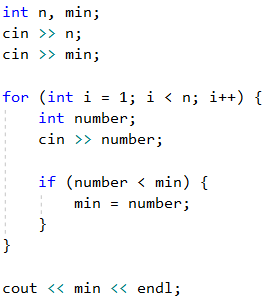 int n, min;
cin >> n;
cin >> min;

for (int i = 1; i < n; i++) {
    int number;
    cin >> number;

    if (number < min) {
        min = number;
    }
}

cout << min << endl;